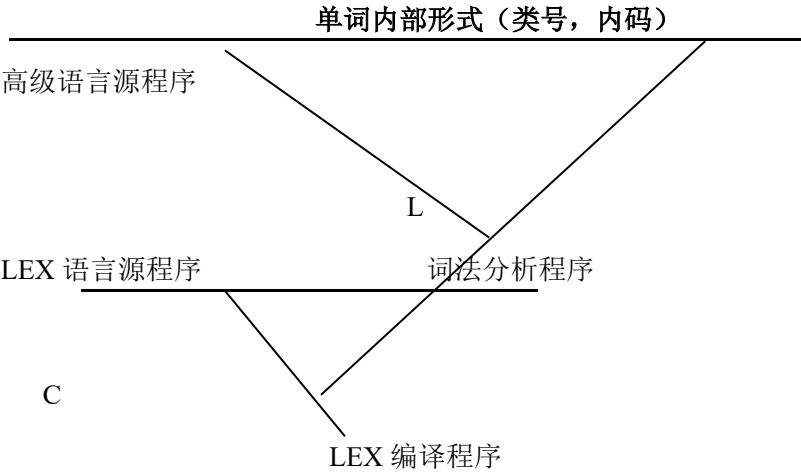 单词内部形式（类号，内码）
高级语言源程序
L
LEX 语言源程序
词法分析程序
C
LEX 编译程序